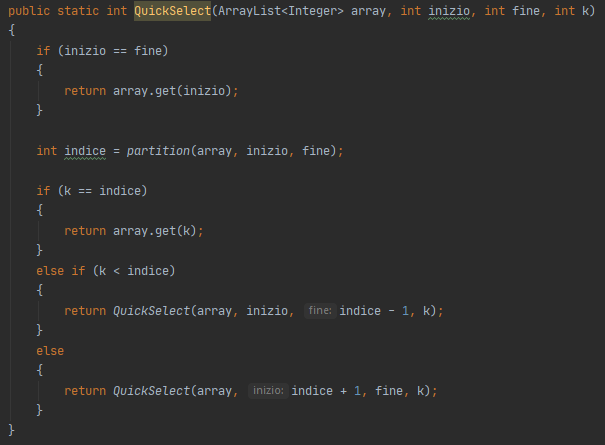 public static int QuickSelect(ArrayList<Integer> array, int inizio, int fine, int k)
{
if (inizio == fine)
{
return array.get(inizio);
}
int indice = partition(array, inizio, fine);
if (k == indice)
{
return array.get(k);
}
else if (k < indice)
{
return QuickSelect(array, inizio, fine: indice - 1, k);
}
else
{
return QuickSelect(array, inizio: indice + 1, fine, k);
}
}